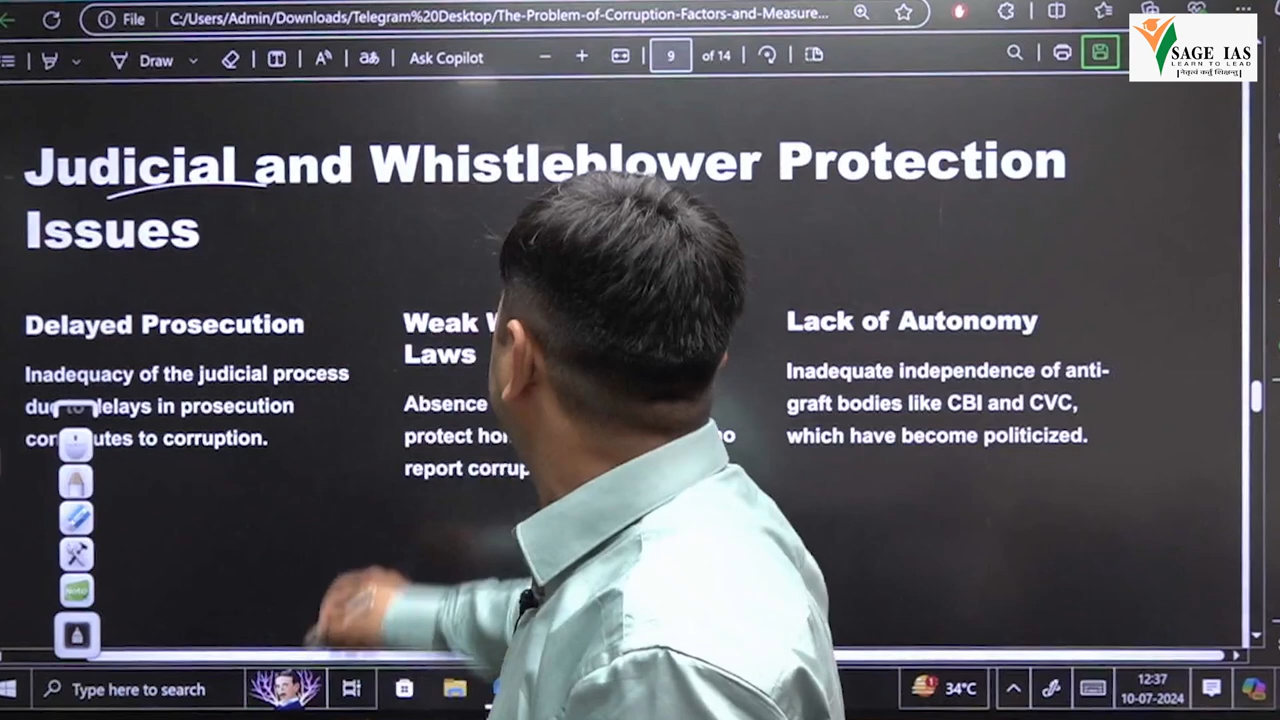 File C:/Users/Admin/Downloads/Telegram%20Desktop/The-Problem-of-Corruption-Factors-and-Measure...
Draw Ask Copilot 9 of 14
SAGE IAS
LEARN TO LEAD
Judicial and Whistleblower Protection
Issues
Delayed Prosecution
Inadequacy of the judicial process
due to delays in prosecution
contributes to corruption.
Weak
Laws
Absence
protect
report
Lack of Autonomy
Inadequate independence of anti-
graft bodies like CBI and CVC,
which have become politicized.
Type here to search
34°C
12:37
10-07-2024